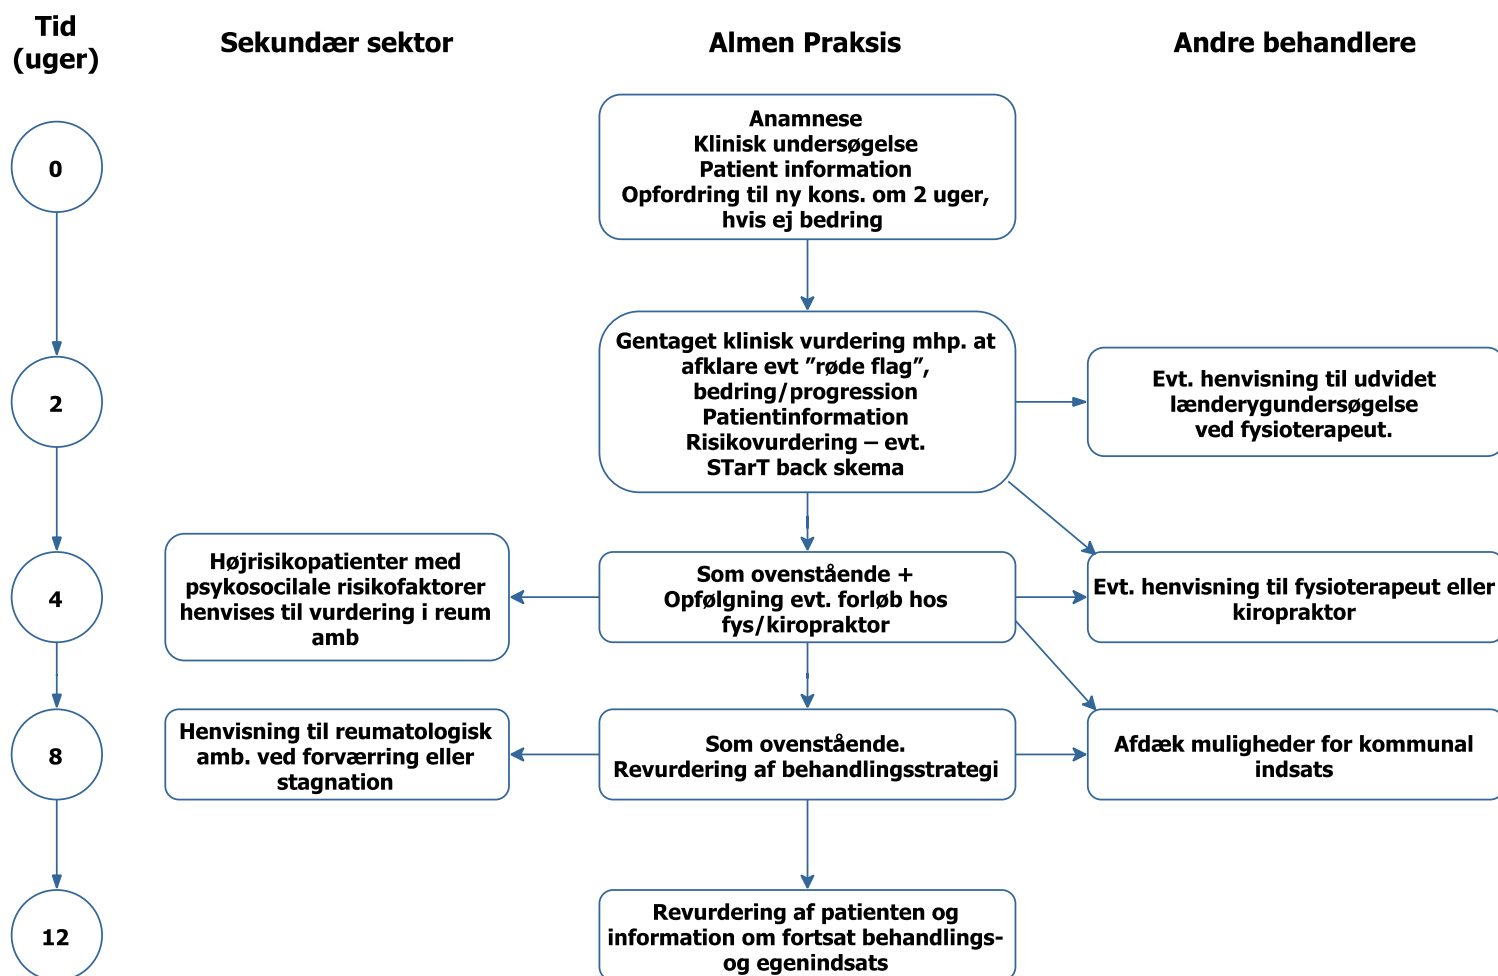 Tid
(uger)
Sekundær sektor
Almen Praksis
Andre behandlere
0
Anamnese
Klinisk undersøgelse
Patient information
Opfordring til ny kons. om 2 uger,
hvis ej bedring
2
Gentaget klinisk vurdering mhp. at
afklare evt ”røde flag”,
bedring/progression
Patientinformation
Risikovurdering – evt.
STarT back skema
Evt. henvisning til udvidet
lænderygundersøgelse
ved fysioterapeut.
4
Højrisikopatienter med
psykosocilale risikofaktorer
henvises til vurdering i reum
amb
Som ovenstående +
Opfølgning evt. forløb hos
fys/kiropraktor
Evt. henvisning til fysioterapeut eller
kiropraktor
8
Henvisning til reumatologisk
amb. ved forværring eller
stagnation
Som ovenstående.
Revurdering af behandlingsstrategi
Afdæk muligheder for kommunal
indsats
12
Revurdering af patienten og
information om fortsat behandlings-
og egenindsats